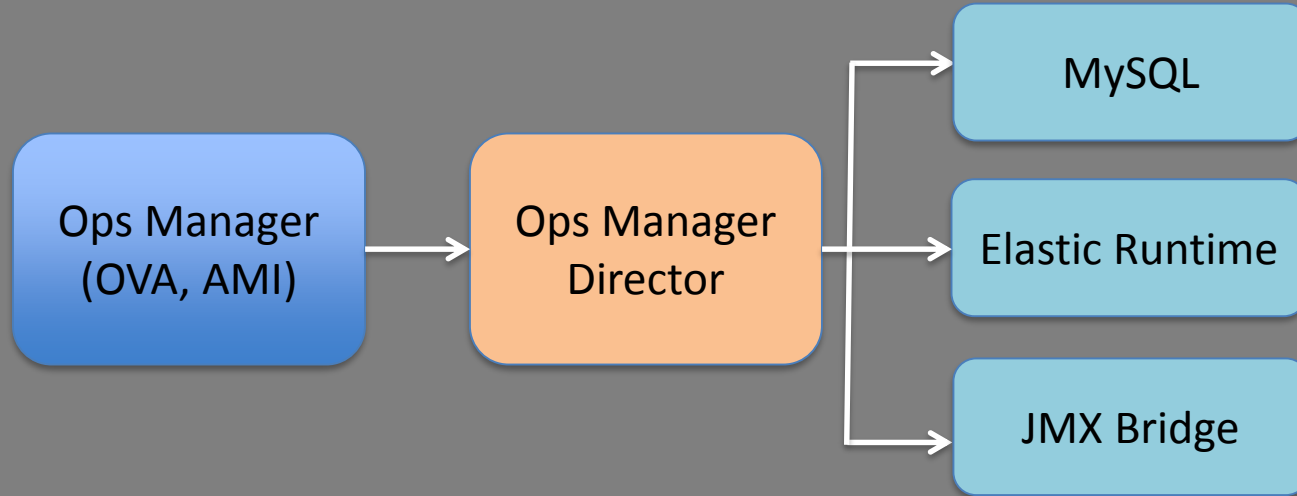 Ops Manager
(OVA, AMI)
Ops Manager
Director
MySQL
Elastic Runtime
JMX Bridge